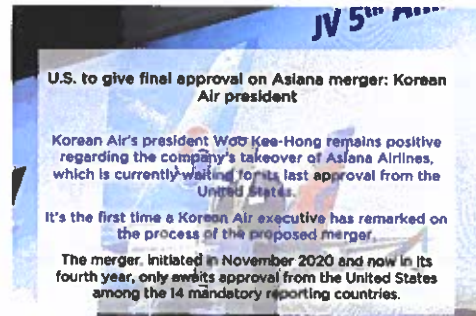 JV 5th
U.S. to give final approval on Asiana merger: Korean
Air president
Korean Air's president Woo Kee-Hong remains positive
regarding the company's takeover of Asiana Airlines,
which is currently waiting for its last approval from the
United States.
It's the first time a Korean Air executive has remarked on
the process of the proposed merger.
The merger, initiated in November 2020 and now in its
fourth year, only awaits approval from the United States
among the 14 mandatory reporting countries.